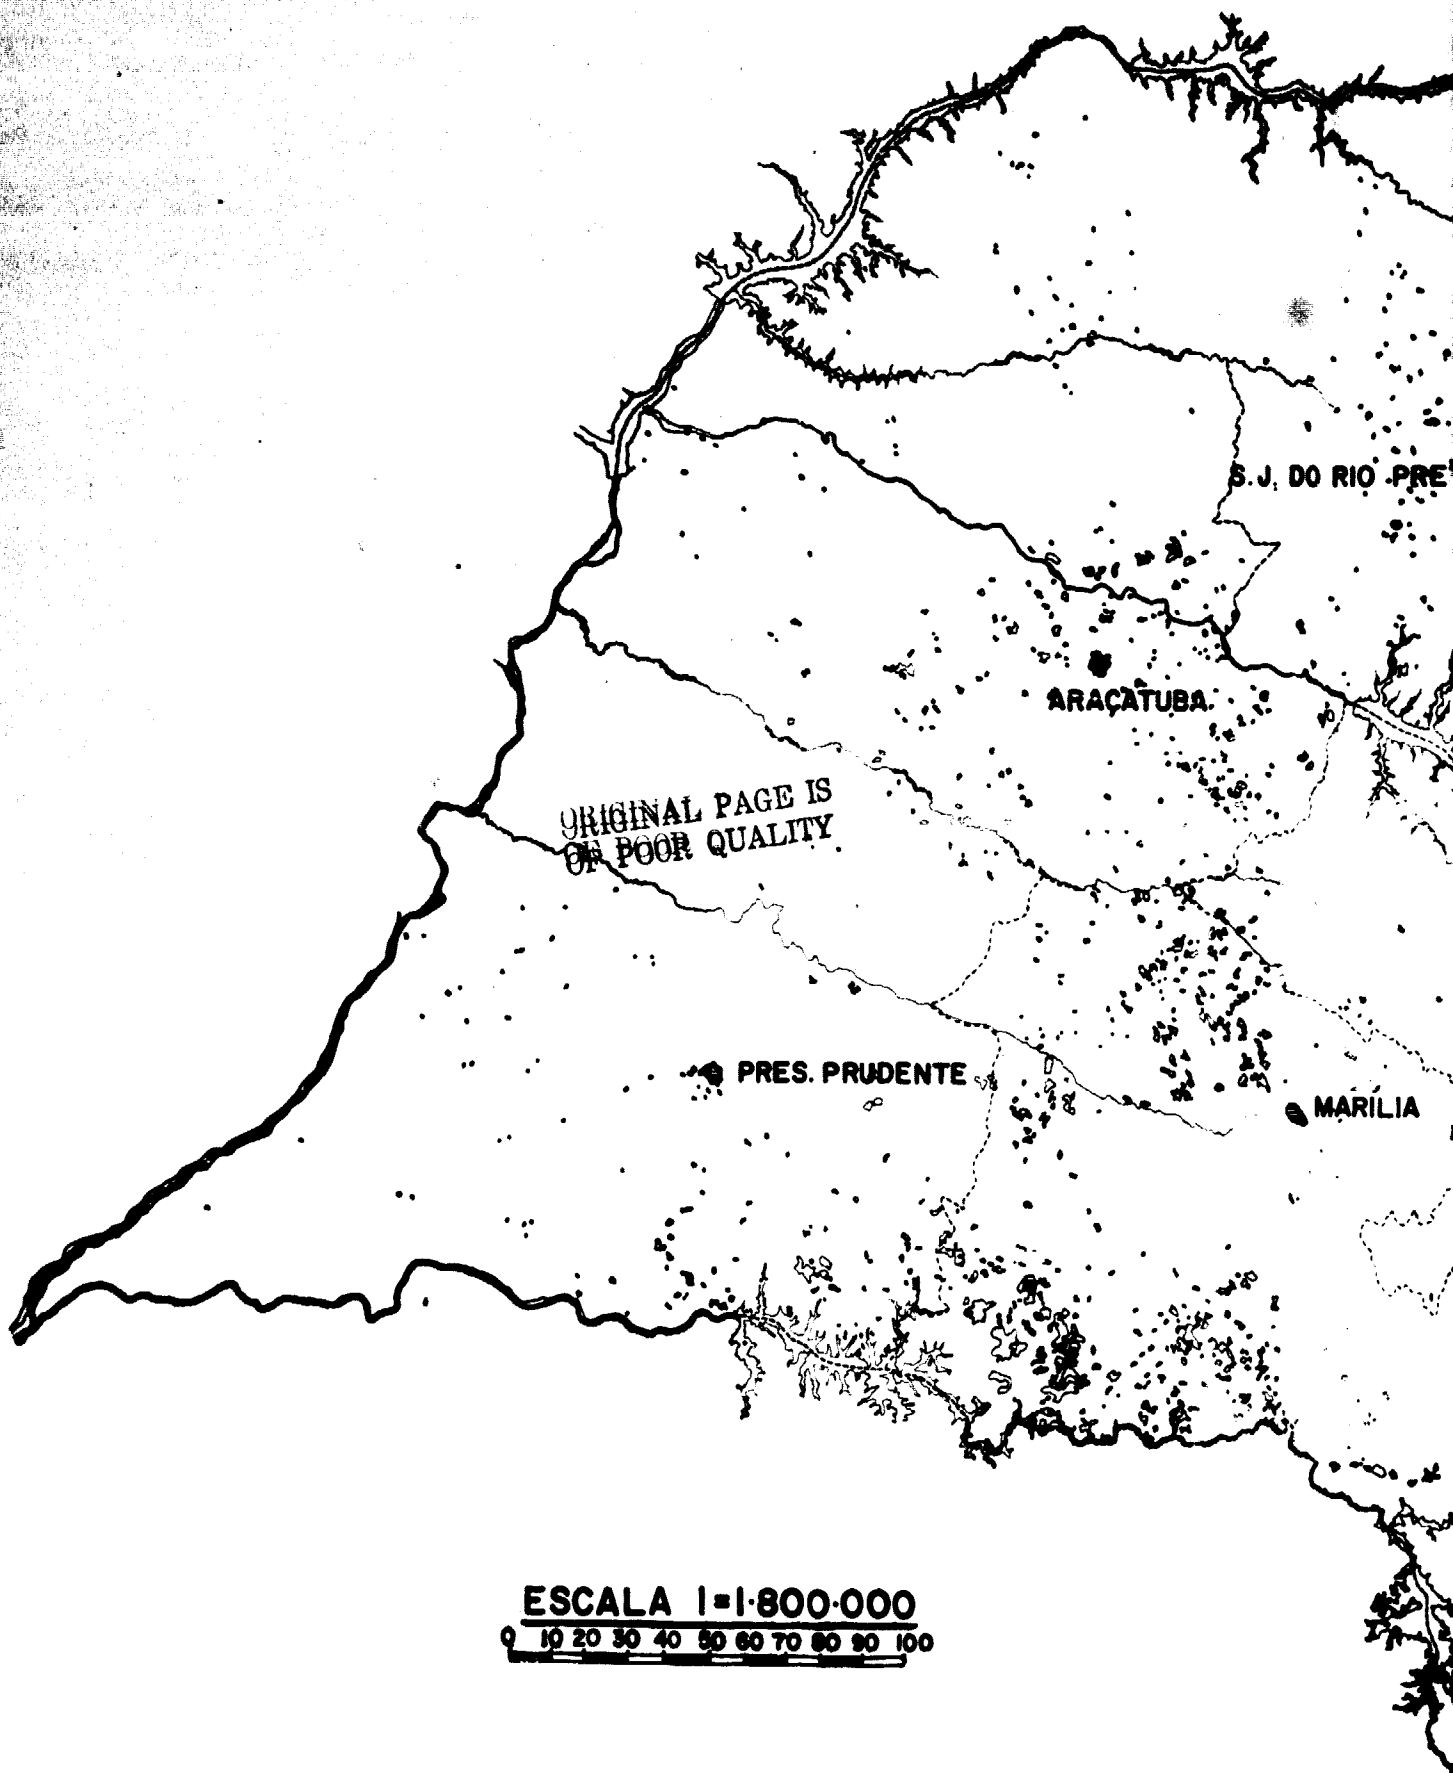 S.J. DO RIO PRE
ARAÇATUBA
ORIGINAL PAGE IS
OF POOR QUALITY
PRES. PRUDENTE
MARÍLIA
ESCALA 1=1.800.000
0 10 20 30 40 50 60 70 80 90 100